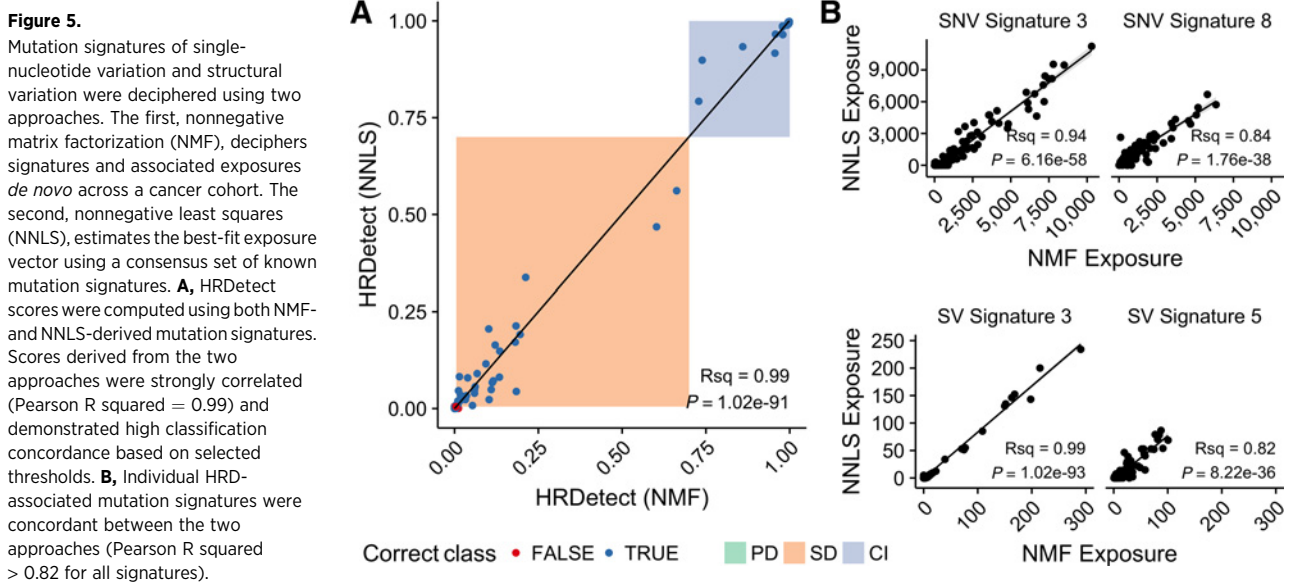 Figure 5.
Mutation signatures of single-
nucleotide variation and structural
variation were deciphered using two
approaches. The first, nonnegative
matrix factorization (NMF), deciphers
signatures and associated exposures
de novo across a cancer cohort. The
second, nonnegative least squares
(NNLS), estimates the best-fit exposure
vector using a consensus set of known
mutation signatures. A, HRDetect
scores were computed using both NMF-
and NNLS-derived mutation signatures.
Scores derived from the two
approaches were strongly correlated
(Pearson R squared = 0.99) and
demonstrated high classification
concordance based on selected
thresholds. B, Individual HRD-
associated mutation signatures were
concordant between the two
approaches (Pearson R squared
> 0.82 for all signatures).
A
HRDetect (NNLS)
1.00
0.75
0.50
0.25
0.00
Rsq = 0.99
P = 1.02e-91
0.00 0.25 0.50 0.75 1.00
HRDetect (NMF)
Correct class FALSE TRUE PD SD CI
B
SNV Signature 3 SNV Signature 8
NNLS Exposure
9,000
6,000
3,000
0
Rsq = 0.94 Rsq = 0.84
P = 6.16e-58 P = 1.76e-38
0 2,500 5,000 7,500 10,000 0 2,500 5,000 7,500 10,000
NMF Exposure
SV Signature 3 SV Signature 5
NNLS Exposure
250
200
150
100
50
0
Rsq = 0.99 Rsq = 0.82
P = 1.02e-93 P = 8.22e-36
0 100 200 300 0 100 200 300
NMF Exposure